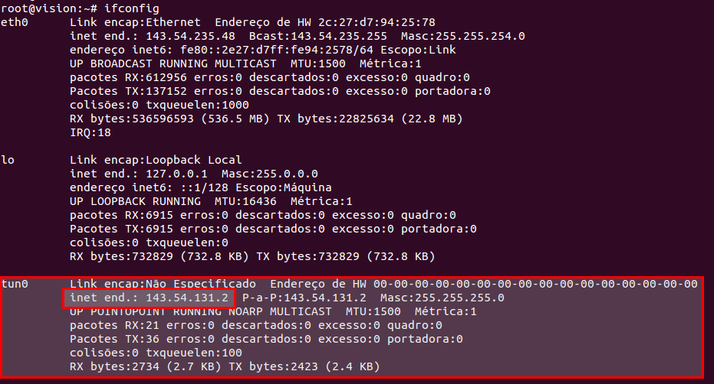 root@vision:~# ifconfig
eth0      Link encap:Ethernet  Endereço de HW 2c:27:d7:94:25:78
          inet end.: 143.54.235.48  Bcast:143.54.235.255  Masc:255.255.254.0
          endereço inet6: fe80::2e27:d7ff:fe94:2578/64 Escopo:Link
          UP BROADCAST RUNNING MULTICAST  MTU:1500  Métrica:1
          pacotes RX:612956 erros:0 descartados:0 excesso:0 quadro:0
          Pacotes TX:137152 erros:0 descartados:0 excesso:0 portadora:0
          colisões:0 txqueuelen:1000
          RX bytes:536596593 (536.5 MB) TX bytes:22825634 (22.8 MB)
          IRQ:18
lo        Link encap:Loopback Local
          inet end.: 127.0.0.1  Masc:255.0.0.0
          endereço inet6: ::1/128 Escopo:Máquina
          UP LOOPBACK RUNNING  MTU:16436  Métrica:1
          pacotes RX:6915 erros:0 descartados:0 excesso:0 quadro:0
          Pacotes TX:6915 erros:0 descartados:0 excesso:0 portadora:0
          colisões:0 txqueuelen:0
          RX bytes:732829 (732.8 KB) TX bytes:732829 (732.8 KB)
tun0      Link encap:Não Especificado  Endereço de HW 00-00-00-00-00-00-00-00-00-00-00-00-00-00-00-00
          inet end.: 143.54.131.2  P-a-P:143.54.131.2  Masc:255.255.255.0
          UP POINTOPOINT RUNNING NOARP MULTICAST  MTU:1500  Métrica:1
          pacotes RX:21 erros:0 descartados:0 excesso:0 quadro:0
          Pacotes TX:36 erros:0 descartados:0 excesso:0 portadora:0
          colisões:0 txqueuelen:100
          RX bytes:2734 (2.7 KB) TX bytes:2423 (2.4 KB)